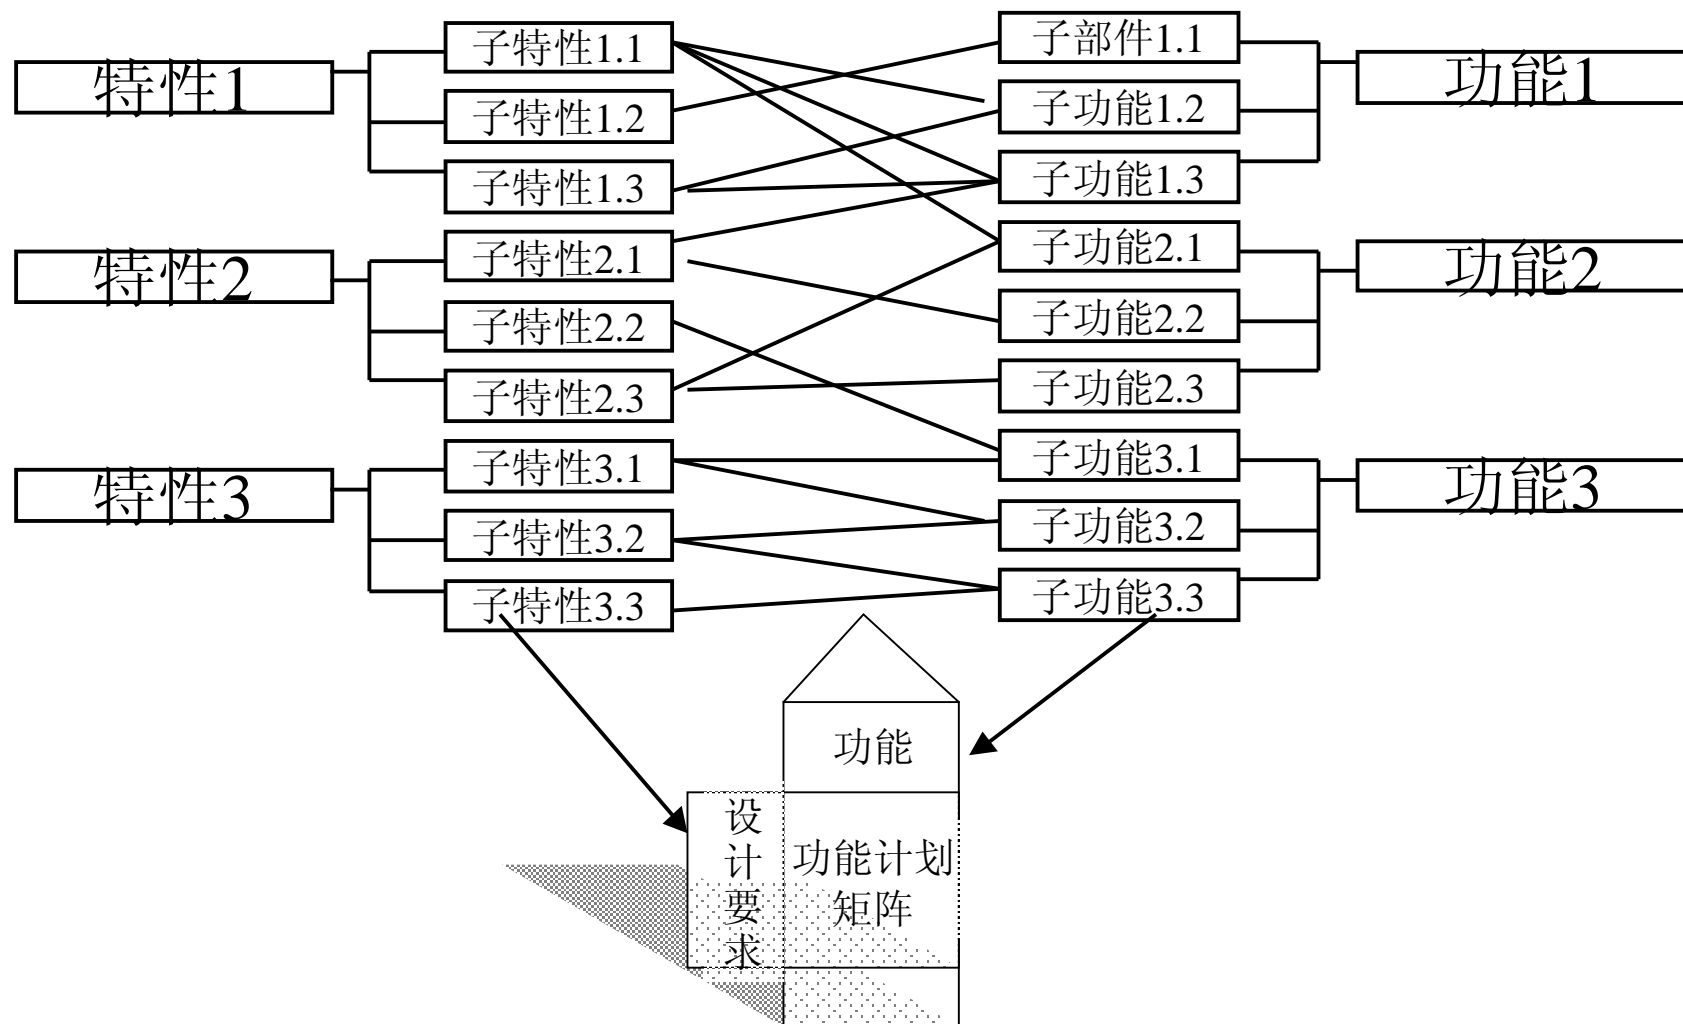 特性1
子特性1.1
子特性1.2
子特性1.3
特性2
子特性2.1
子特性2.2
子特性2.3
特性3
子特性3.1
子特性3.2
子特性3.3
子部件1.1
子功能1.2
子功能1.3
功能1
子功能2.1
子功能2.2
子功能2.3
功能2
子功能3.1
子功能3.2
子功能3.3
功能3
功能
设
计
要
求
功能计划
矩阵